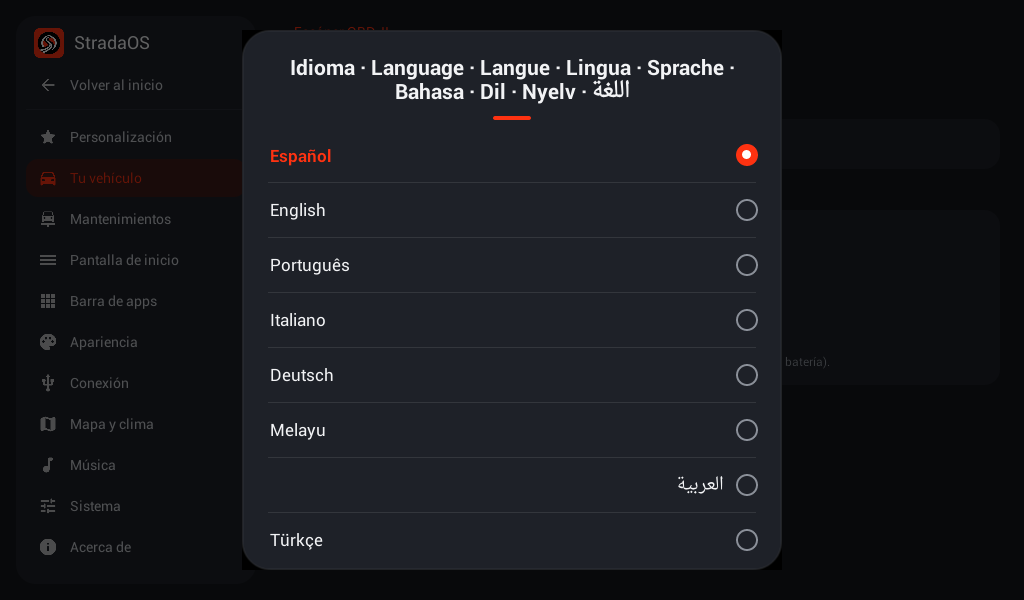 StradaOS
Volver al inicio
Personalización
Tu vehículo
Mantenimientos
Pantalla de inicio
Barra de apps
Apariencia
Conexión
Mapa y clima
Música
Sistema
Acerca de
Idioma · Language · Langue · Lingua · Sprache ·
Bahasa · Dil · Nyelv · اللغة
Español
English
Português
Italiano
Deutsch
Melayu
العربية
Türkçe
batería).